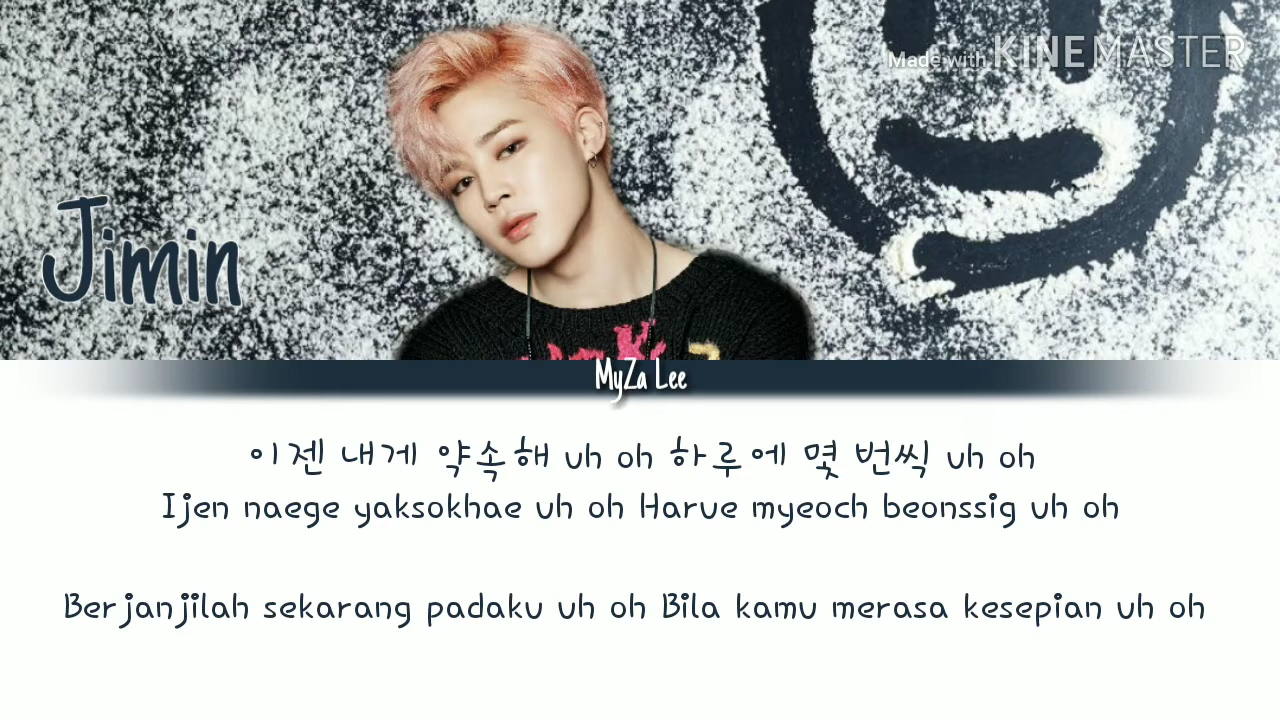 Made with KINEMASTER
Jimin
MyZa Lee
이젠 내게 약속해 uh oh 하루에 몇 번씩 uh oh
Ijen naege yaksokhae uh oh Harue myeoch beonssig uh oh
Berjanjilah sekarang padaku uh oh Bila kamu merasa kesepian uh oh